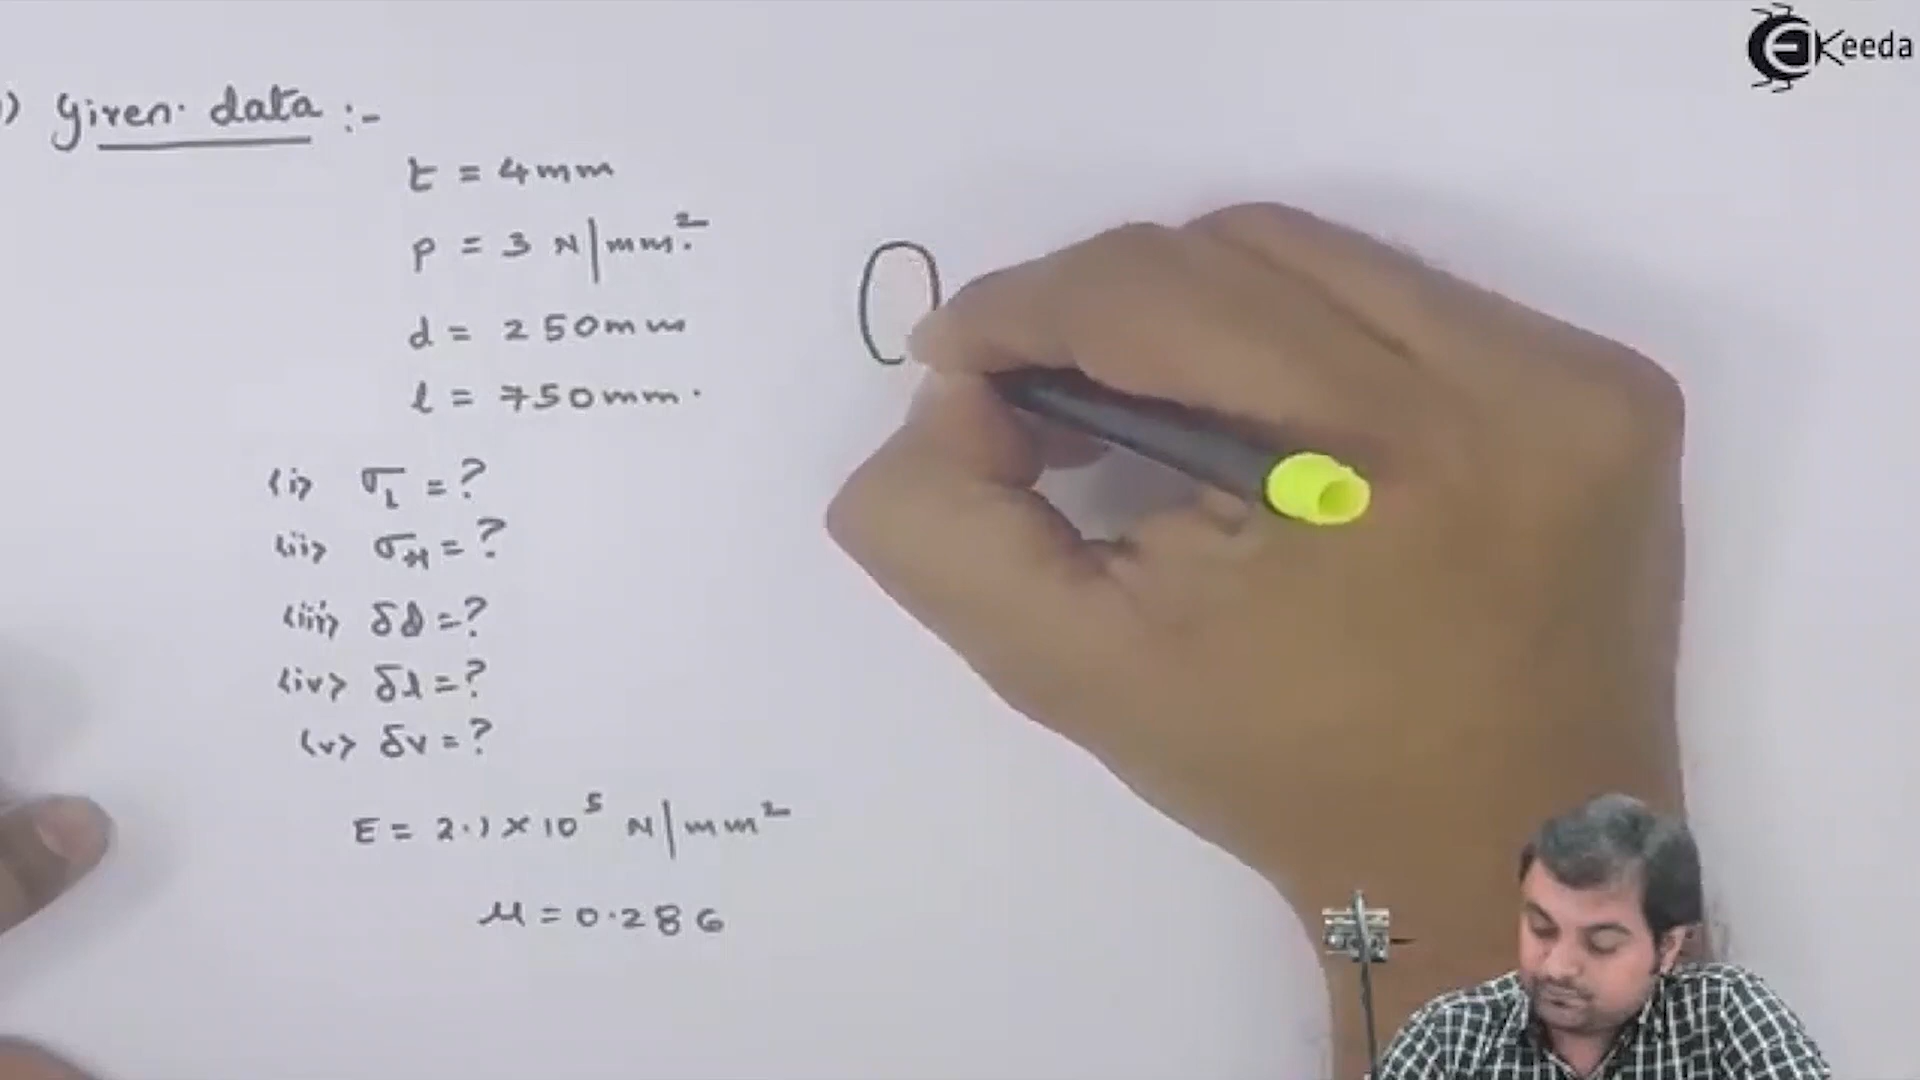 Given data :-
t = 4mm
p = 3 N/mm².
d = 250mm
l = 750mm.
(i) σL = ?
(ii) σH = ?
(iii) δd = ?
(iv) δl = ?
(v) δv = ?
E = 2.1 × 10⁵ N/mm²
μ = 0.286
Ekeeda